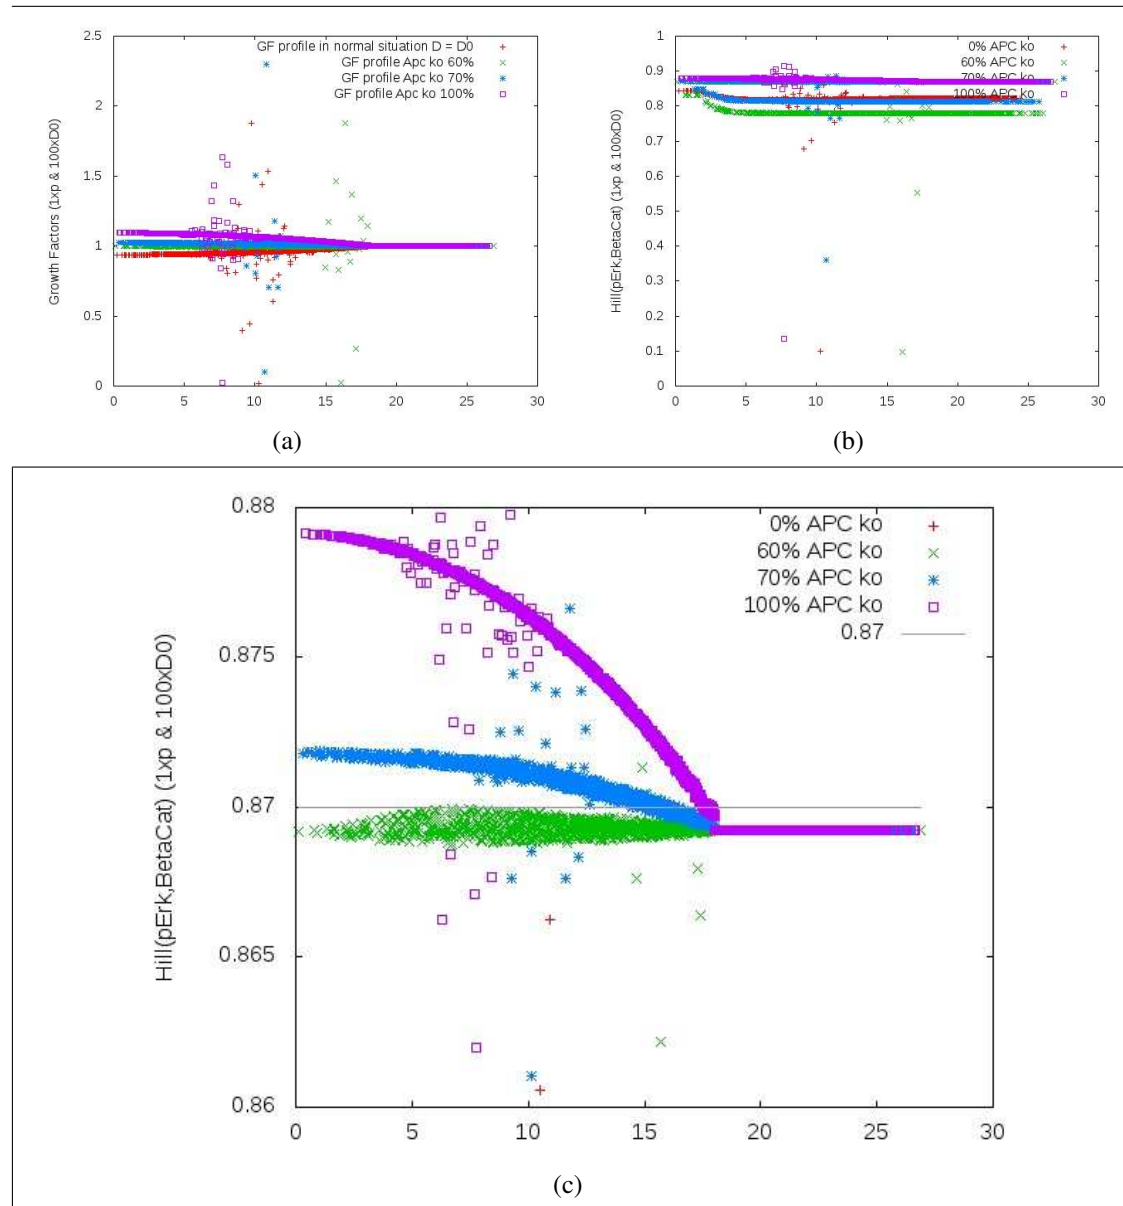 2.5
2
1.5
1
0.5
0
0 5 10 15 20 25 30
Growth Factors (1xp & 100xD0)
GF profile in normal situation D = D0
GF profile Apc ko 60%
GF profile Apc ko 70%
GF profile Apc ko 100%
(a)
1
0.9
0.8
0.7
0.6
0.5
0.4
0.3
0.2
0.1
0
0 5 10 15 20 25 30
Hill(pErk,BetaCat) (1xp & 100xD0)
0% APC ko
60% APC ko
70% APC ko
100% APC ko
(b)
0.88
0.875
0.87
0.865
0.86
0 5 10 15 20 25 30
Hill(pErk,BetaCat) (1xp & 100xD0)
0% APC ko
60% APC ko
70% APC ko
100% APC ko
0.87
(c)